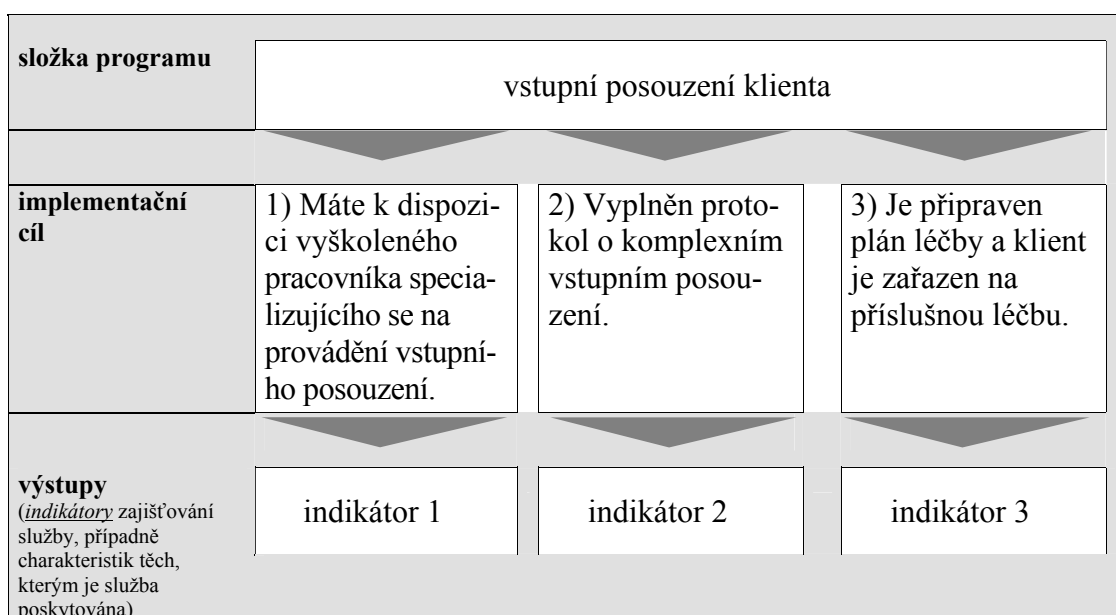 složka programu
vstupní posouzení klienta
implementační
cíl
1) Máte k dispozi-
ci vyškoleného
pracovníka specia-
lizujícího se na
provádění vstupní-
ho posouzení.
2) Vyplněn proto-
kol o komplexním
vstupním posou-
zení.
3) Je připraven
plán léčby a klient
je zařazen na
příslušnou léčbu.
výstupy
(indikátory zajišťování
služby, případně
charakteristik těch,
kterým je služba
poskytována)
indikátor 1
indikátor 2
indikátor 3